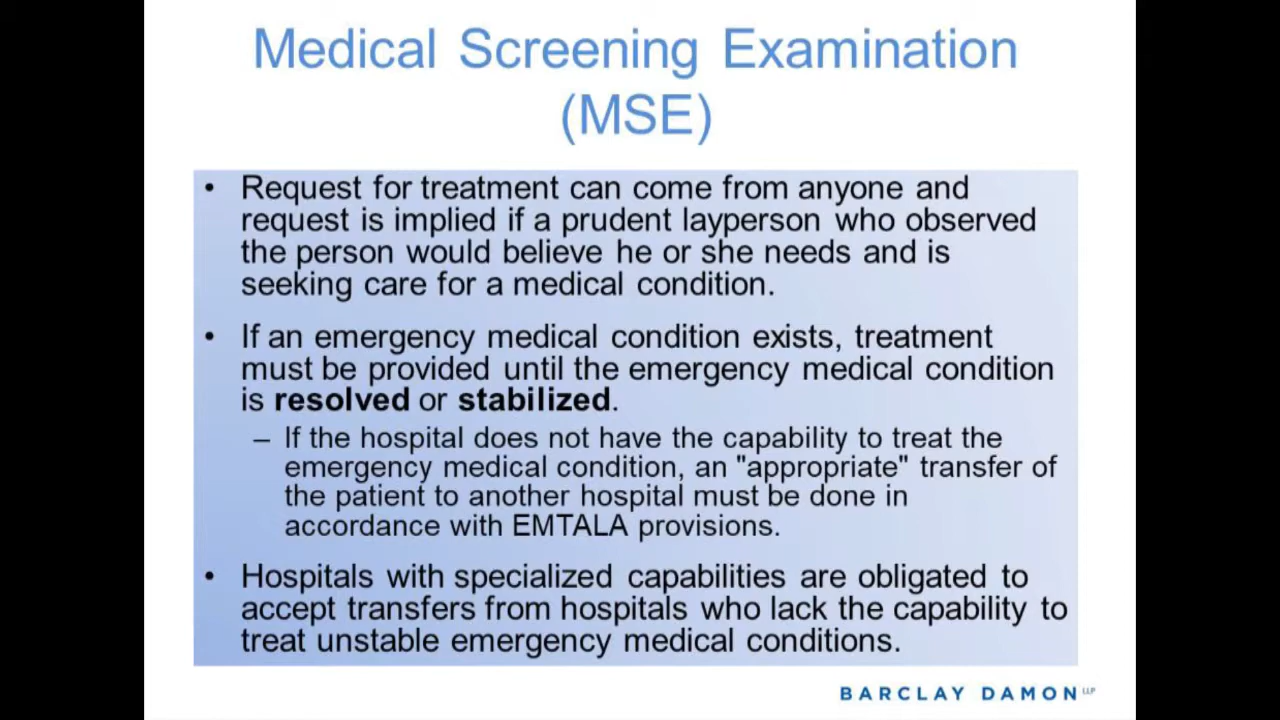 Medical Screening Examination
(MSE)
• Request for treatment can come from anyone and
request is implied if a prudent layperson who observed
the person would believe he or she needs and is
seeking care for a medical condition.
• If an emergency medical condition exists, treatment
must be provided until the emergency medical condition
is resolved or stabilized.
– If the hospital does not have the capability to treat the
emergency medical condition, an "appropriate" transfer of
the patient to another hospital must be done in
accordance with EMTALA provisions.
• Hospitals with specialized capabilities are obligated to
accept transfers from hospitals who lack the capability to
treat unstable emergency medical conditions.
BARCLAY DAMON LLP